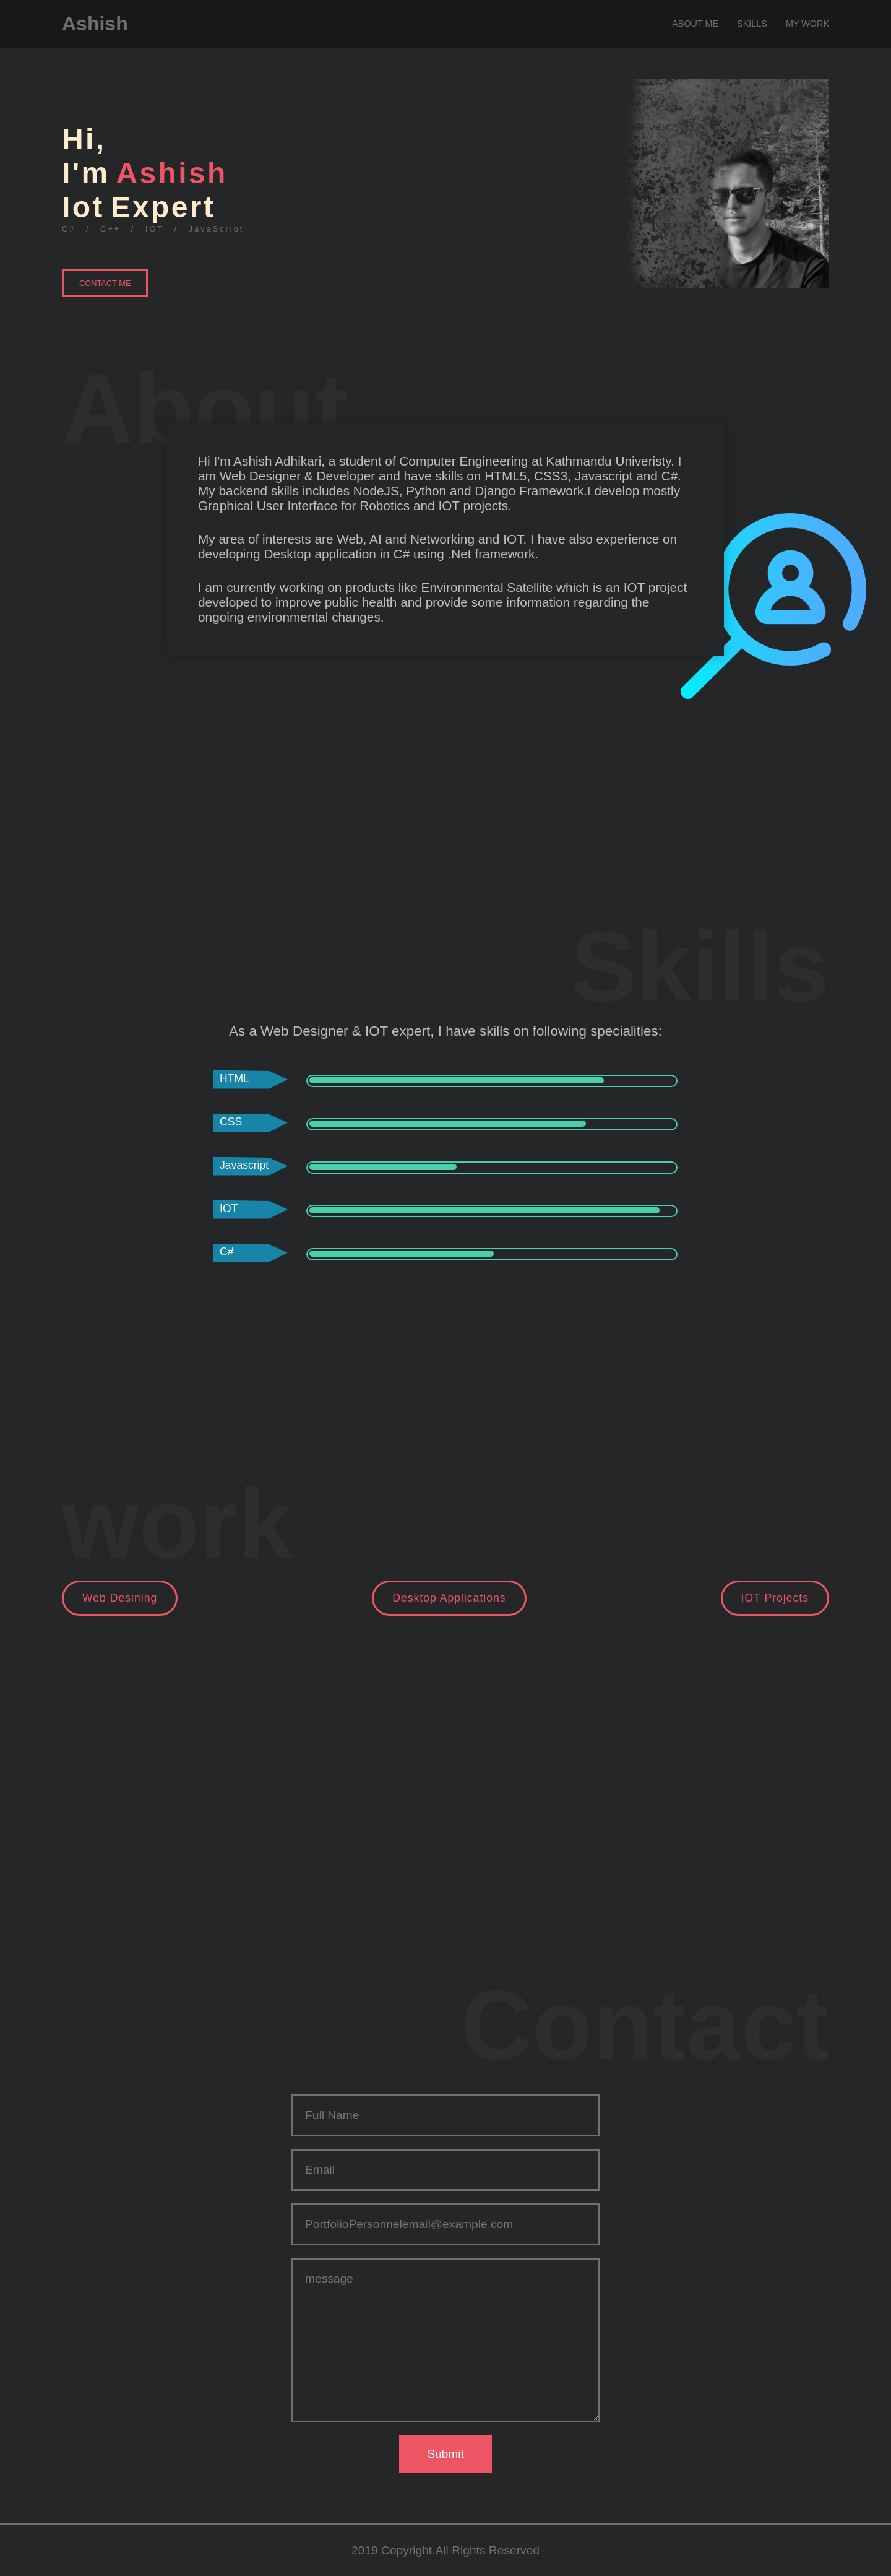 Ashish
ABOUT ME SKILLS MY WORK
Hi,
I'm Ashish
Iot Expert
C# / C++ / IOT / JavaScript
CONTACT ME
About
Hi I'm Ashish Adhikari, a student of Computer Engineering at Kathmandu Univeristy. I
am Web Designer & Developer and have skills on HTML5, CSS3, Javascript and C#.
My backend skills includes NodeJS, Python and Django Framework.I develop mostly
Graphical User Interface for Robotics and IOT projects.
My area of interests are Web, AI and Networking and IOT. I have also experience on
developing Desktop application in C# using .Net framework.
I am currently working on products like Environmental Satellite which is an IOT project
developed to improve public health and provide some information regarding the
ongoing environmental changes.
Skills
As a Web Designer & IOT expert, I have skills on following specialities:
HTML
CSS
Javascript
IOT
C#
work
Web Desining
Desktop Applications
IOT Projects
Contact
Full Name
Email
PortfolioPersonnelemail@example.com
message
Submit
2019 Copyright.All Rights Reserved